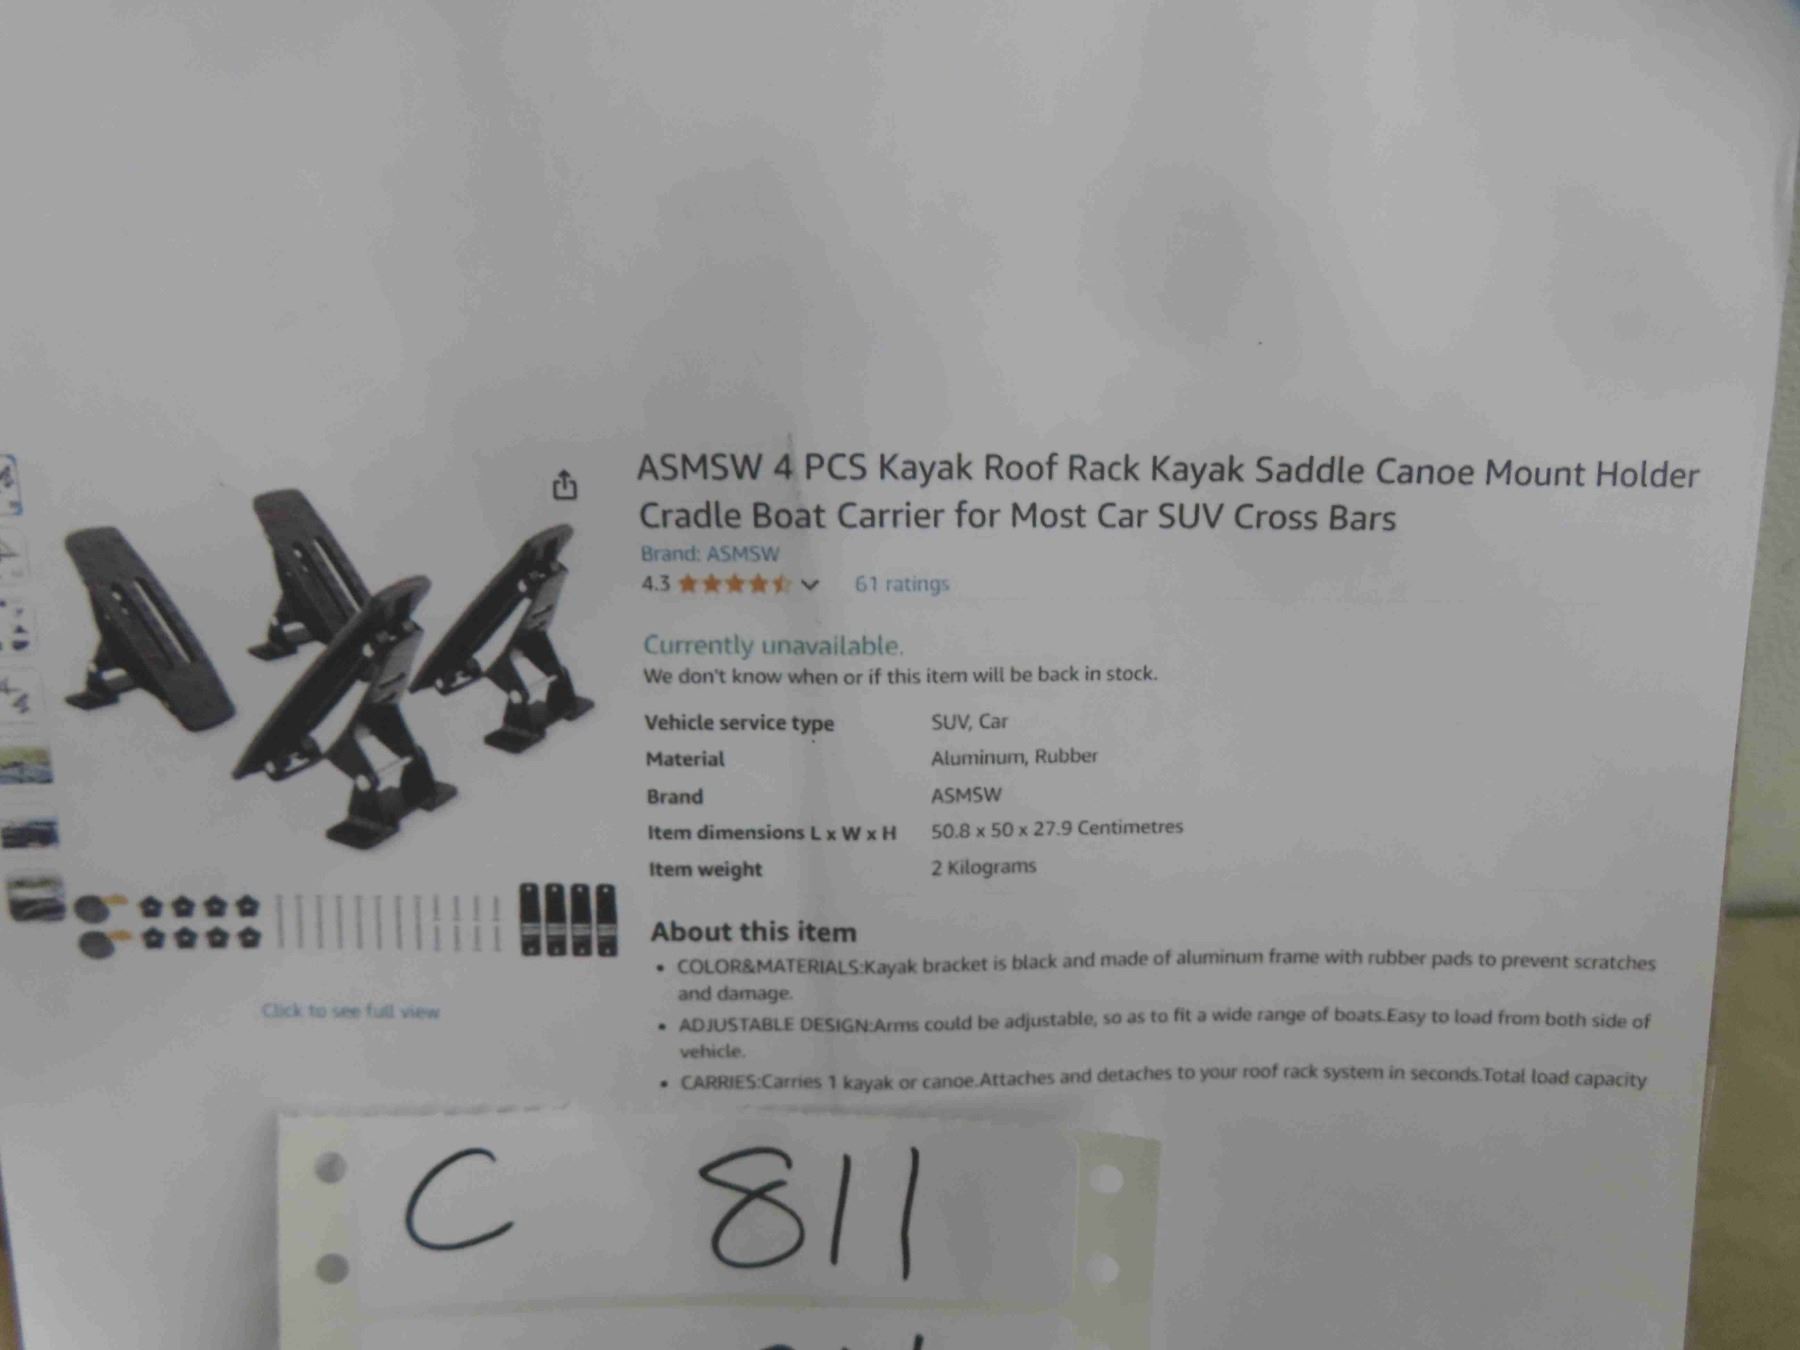 ASMSW 4 PCS Kayak Roof Rack Kayak Saddle Canoe Mount Holder
Cradle Boat Carrier for Most Car SUV Cross Bars
Brand: ASMSW
4.3 61 ratings
Currently unavailable.
We don't know when or if this item will be back in stock.
Vehicle service type SUV, Car
Material Aluminum, Rubber
Brand ASMSW
Item dimensions L x W x H 50.8 x 50 x 27.9 Centimetres
Item weight 2 Kilograms
About this item
• COLOR&MATERIALS:Kayak bracket is black and made of aluminum frame with rubber pads to prevent scratches
and damage.
• ADJUSTABLE DESIGN:Arms could be adjustable, so as to fit a wide range of boats.Easy to load from both side of
vehicle.
• CARRIES:Carries 1 kayak or canoe.Attaches and detaches to your roof rack system in seconds.Total load capacity
Click to see full view
C 811